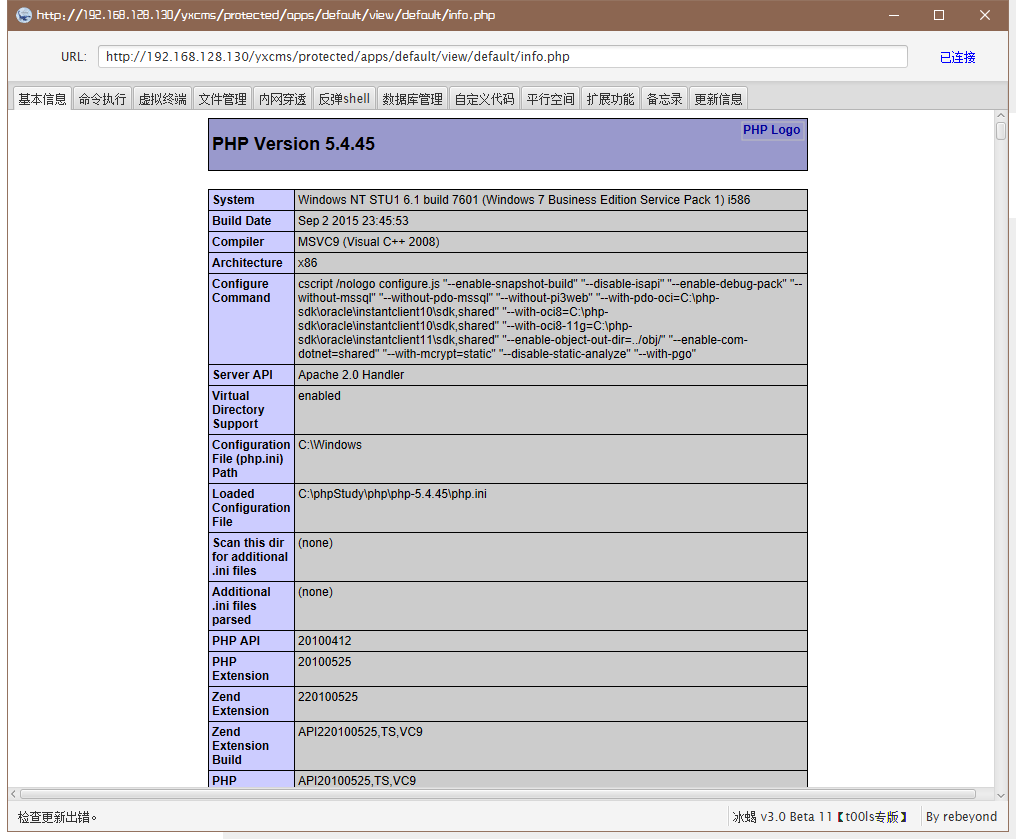 http://192.168.128.130/yxcms/protected/apps/default/view/default/info.php
URL: http://192.168.128.130/yxcms/protected/apps/default/view/default/info.php 已连接
基本信息 命令执行 虚拟终端 文件管理 内网穿透 反弹shell 数据库管理 自定义代码 平行空间 扩展功能 备忘录 更新信息
PHP Logo
PHP Version 5.4.45
System Windows NT STU1 6.1 build 7601 (Windows 7 Business Edition Service Pack 1) i586
Build Date Sep 2 2015 23:45:53
Compiler MSVC9 (Visual C++ 2008)
Architecture x86
Configure cscript /nologo configure.js "--enable-snapshot-build" "--disable-isapi" "--enable-debug-pack" "--
Command without-mssql" "--without-pdo-mssql" "--without-pi3web" "--with-pdo-oci=C:\php-
sdk\oracle\instantclient10\sdk,shared" "--with-oci8=C:\php-
sdk\oracle\instantclient10\sdk,shared" "--with-oci8-11g=C:\php-
sdk\oracle\instantclient11\sdk,shared" "--enable-object-out-dir=../obj/" "--enable-com-
dotnet=shared" "--with-mcrypt=static" "--disable-static-analyze" "--with-pgo"
Server API Apache 2.0 Handler
Virtual enabled
Directory
Support
Configuration C:\Windows
File (php.ini)
Path
Loaded C:\phpStudy\php\php-5.4.45\php.ini
Configuration
File
Scan this dir (none)
for additional
.ini files
Additional (none)
.ini files
parsed
PHP API 20100412
PHP 20100525
Extension
Zend 220100525
Extension
Zend API220100525,TS,VC9
Extension
Build
PHP API20100525,TS,VC9
检查更新出错。 冰蝎 v3.0 Beta 11【t00ls专版】 By rebeyond